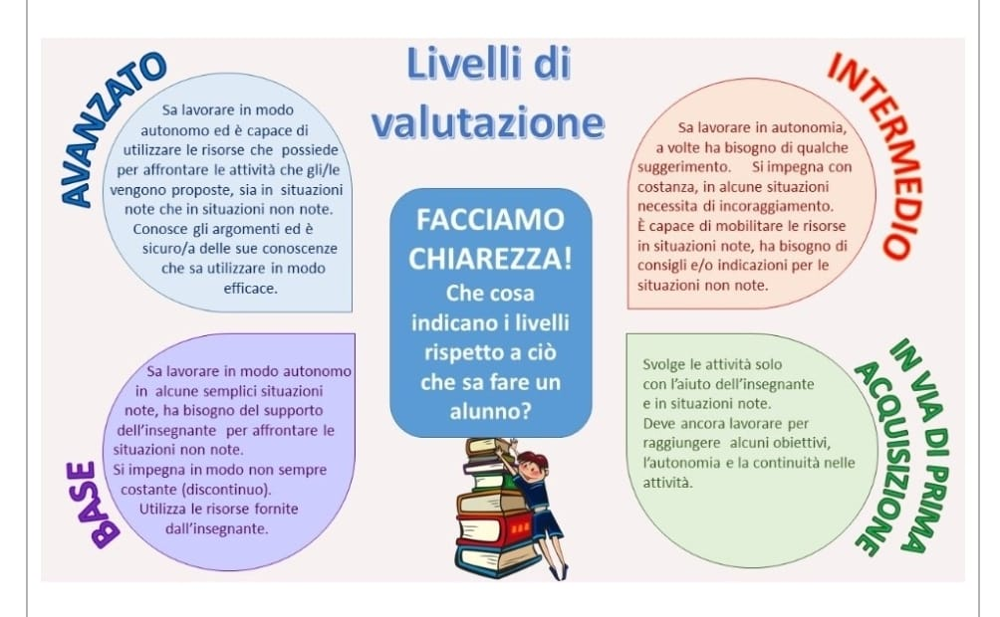 Livelli di
valutazione
AVANZATO
Sa lavorare in modo
autonomo ed è capace di
utilizzare le risorse che possiede
per affrontare le attività che gli/le
vengono proposte, sia in situazioni
note che in situazioni non note.
Conosce gli argomenti ed è
sicuro/a delle sue conoscenze
che sa utilizzare in modo
efficace.
INTERMEDIO
Sa lavorare in autonomia,
a volte ha bisogno di qualche
suggerimento. Si impegna con
costanza, in alcune situazioni
necessita di incoraggiamento.
È capace di mobilitare le risorse
in situazioni note, ha bisogno di
consigli e/o indicazioni per le
situazioni non note.
FACCIAMO
CHIAREZZA!
Che cosa
indicano i livelli
rispetto a ciò
che sa fare un
alunno?
BASE
Sa lavorare in modo autonomo
in alcune semplici situazioni
note, ha bisogno del supporto
dell'insegnante per affrontare le
situazioni non note.
Si impegna in modo non sempre
costante (discontinuo).
Utilizza le risorse fornite
dall'insegnante.
IN VIA DI PRIMA
ACQUISIZIONE
Svolge le attività solo
con l'aiuto dell'insegnante
e in situazioni note.
Deve ancora lavorare per
raggiungere alcuni obiettivi,
l'autonomia e la continuità nelle
attività.